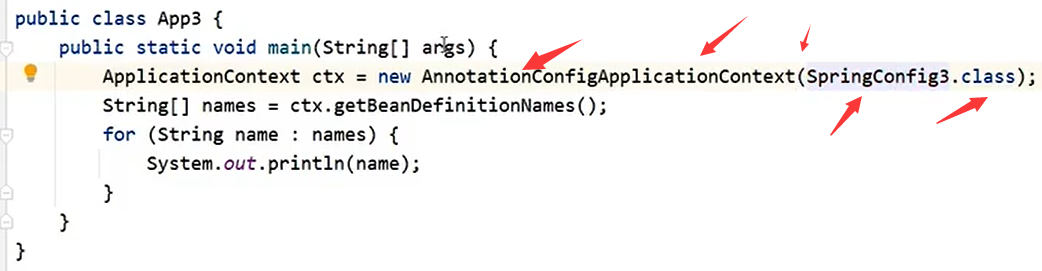 public class App3 {
public static void main(String[] args) {
ApplicationContext ctx = new AnnotationConfigApplicationContext(SpringConfig3.class);
String[] names = ctx.getBeanDefinitionNames();
for (String name : names) {
System.out.println(name);
}
}
}